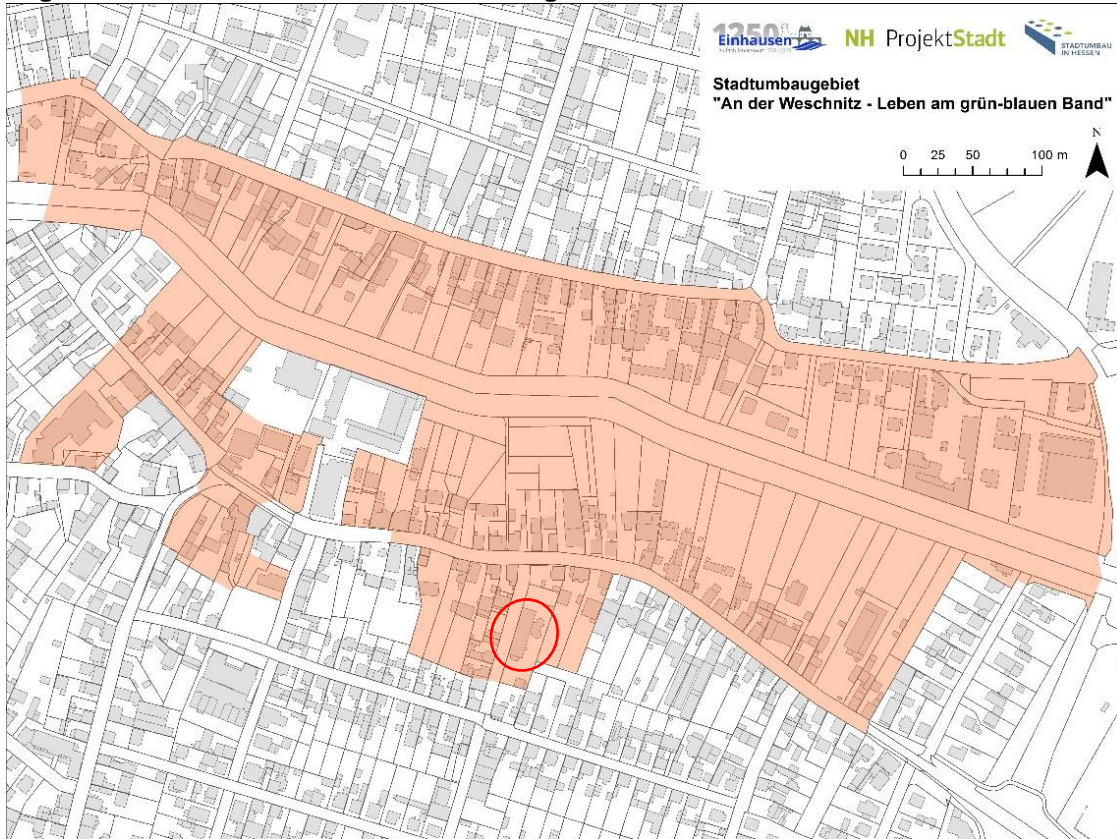 1250
Einhausen
NH ProjektStadt
STADTUMBAU
IN HESSEN
Stadtumbaugebiet
"An der Weschnitz - Leben am grün-blauen Band"
N
0 25 50 100 m